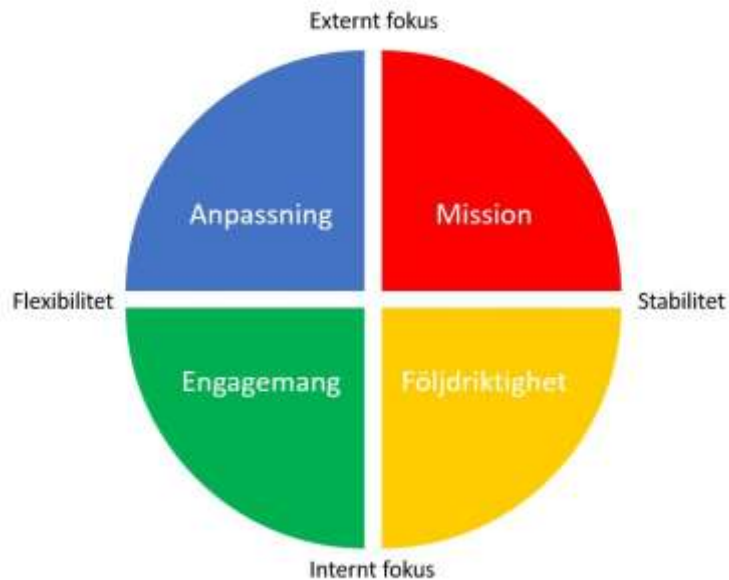 Externt fokus
Anpassning
Mission
Flexibilitet
Stabilitet
Engagemang
Följdriktighet
Internt fokus